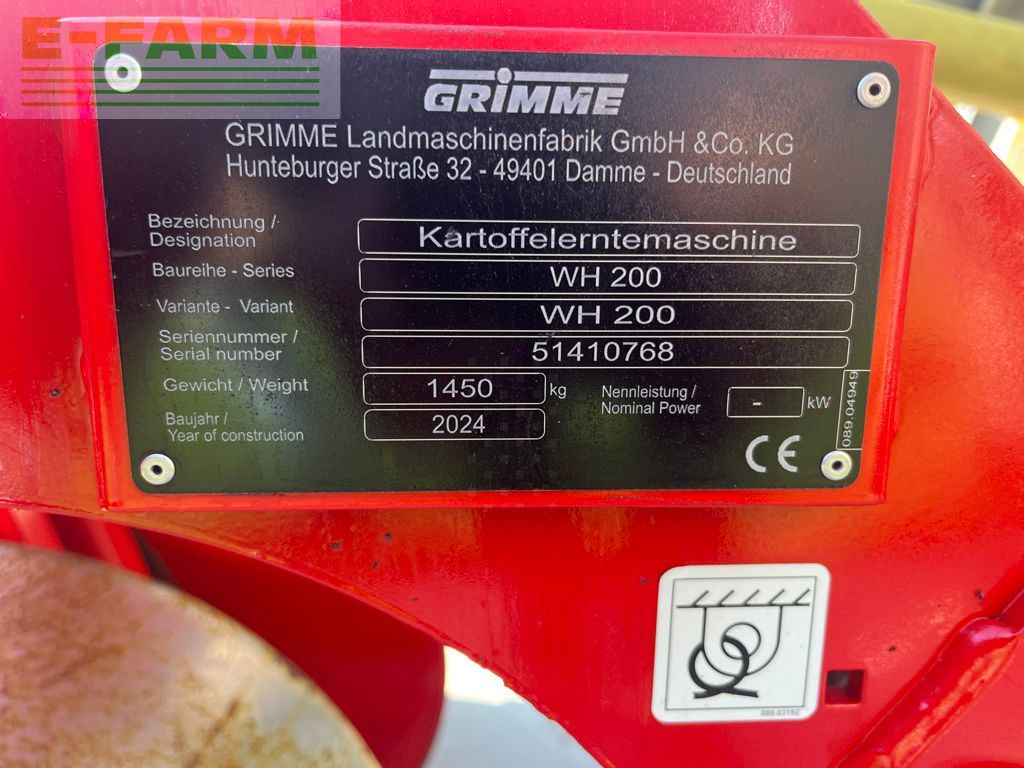 E-FARM
GRIMME
GRIMME Landmaschinenfabrik GmbH &Co. KG
Hunteburger Straße 32 - 49401 Damme - Deutschland
Bezeichnung /
Designation
Kartoffelerntemaschine
Baureihe - Series
WH 200
Variante - Variant
WH 200
Seriennummer /
Serial number
51410768
Gewicht / Weight
1450
kg
Nennleistung /
Nominal Power
-
kW
Baujahr /
Year of construction
2024
CE
089.04949